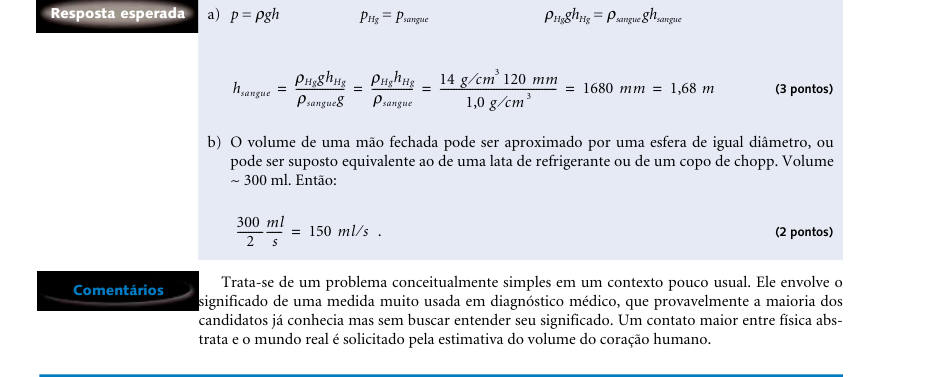 Resposta esperada
a) p = ρgh p_Hg = p_sangue ρ_Hg gh_Hg = ρ_sangue gh_sangue
h_sangue = ρ_Hg gh_Hg / ρ_sangue g = ρ_Hg h_Hg / ρ_sangue = 14 g/cm³ 120 mm / 1,0 g/cm³ = 1680 mm = 1,68 m (3 pontos)
b) O volume de uma mão fechada pode ser aproximado por uma esfera de igual diâmetro, ou
pode ser suposto equivalente ao de uma lata de refrigerante ou de um copo de chopp. Volume
~ 300 ml. Então:
300/2 ml/s = 150 ml/s . (2 pontos)
Comentários
Trata-se de um problema conceitualmente simples em um contexto pouco usual. Ele envolve o
significado de uma medida muito usada em diagnóstico médico, que provavelmente a maioria dos
candidatos já conhecia mas sem buscar entender seu significado. Um contato maior entre física abs-
trata e o mundo real é solicitado pela estimativa do volume do coração humano.